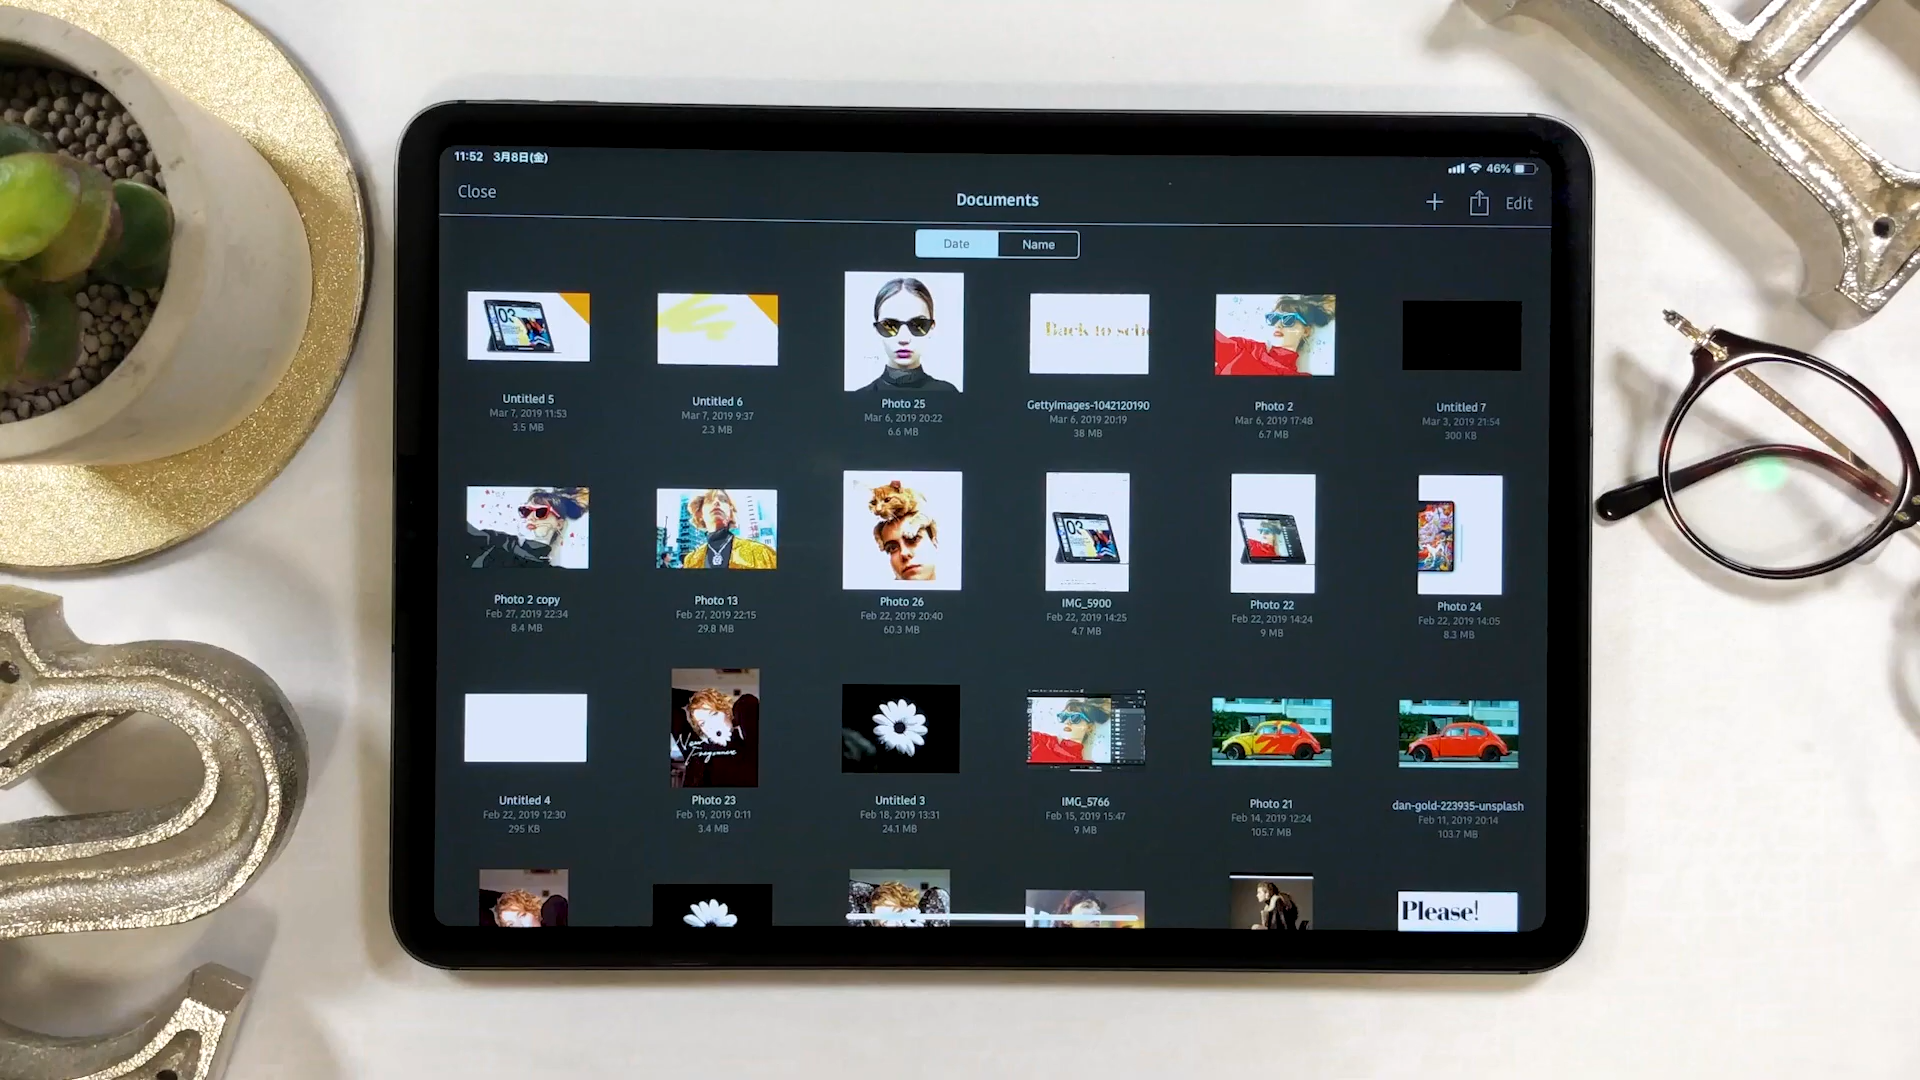 11:52 3月8日(金)
46%
Close
Documents
Edit
Date
Name
Back to scho
Untitled 5
Mar 7, 2019 11:53
3.5 MB
Untitled 6
Mar 7, 2019 9:37
2.3 MB
Photo 25
Mar 6, 2019 20:22
6.6 MB
GettyImages-1042120190
Mar 6, 2019 20:19
38 MB
Photo 2
Mar 6, 2019 17:48
6.7 MB
Untitled 7
Mar 3, 2019 21:54
300 KB
03
Photo 2 copy
Feb 27, 2019 22:34
8.4 MB
Photo 13
Feb 27, 2019 22:15
29.8 MB
Photo 26
Feb 22, 2019 20:40
60.3 MB
IMG_5900
Feb 22, 2019 14:25
4.7 MB
Photo 22
Feb 22, 2019 14:24
9 MB
Photo 24
Feb 22, 2019 14:05
8.3 MB
New
Fragrance
Untitled 4
Feb 22, 2019 12:30
295 KB
Photo 23
Feb 19, 2019 0:11
3.4 MB
Untitled 3
Feb 18, 2019 13:31
24.1 MB
IMG_5766
Feb 15, 2019 15:47
9 MB
Photo 21
Feb 14, 2019 12:24
105.7 MB
dan-gold-223935-unsplash
Feb 11, 2019 20:14
103.7 MB
Please!